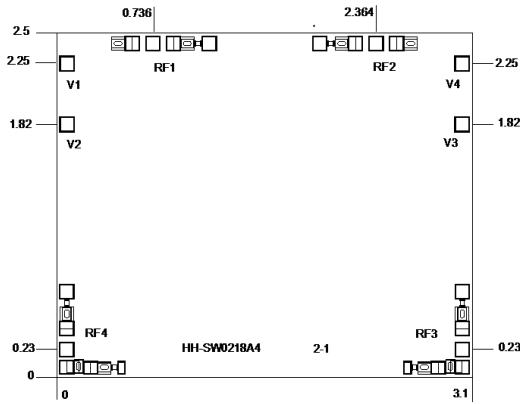 0.736 2.364
2.5
2.25 RF1 RF2 2.25
V1 V4
1.82 1.82
V2 V3
RF4 RF3
0.23 HH-SW0218A4 2-1 0.23
0
0 3.1